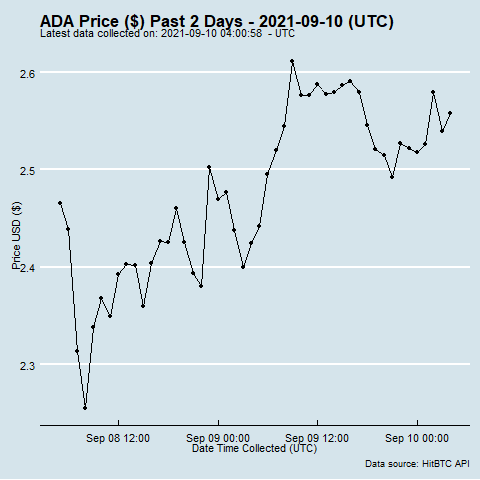 ADA Price ($) Past 2 Days - 2021-09-10 (UTC)
Latest data collected on: 2021-09-10 04:00:58  - UTC
2.6
2.5
2.4
2.3
Price USD ($)
Sep 08 12:00
Sep 09 00:00
Sep 09 12:00
Sep 10 00:00
Date Time Collected (UTC)
Data source: HitBTC API